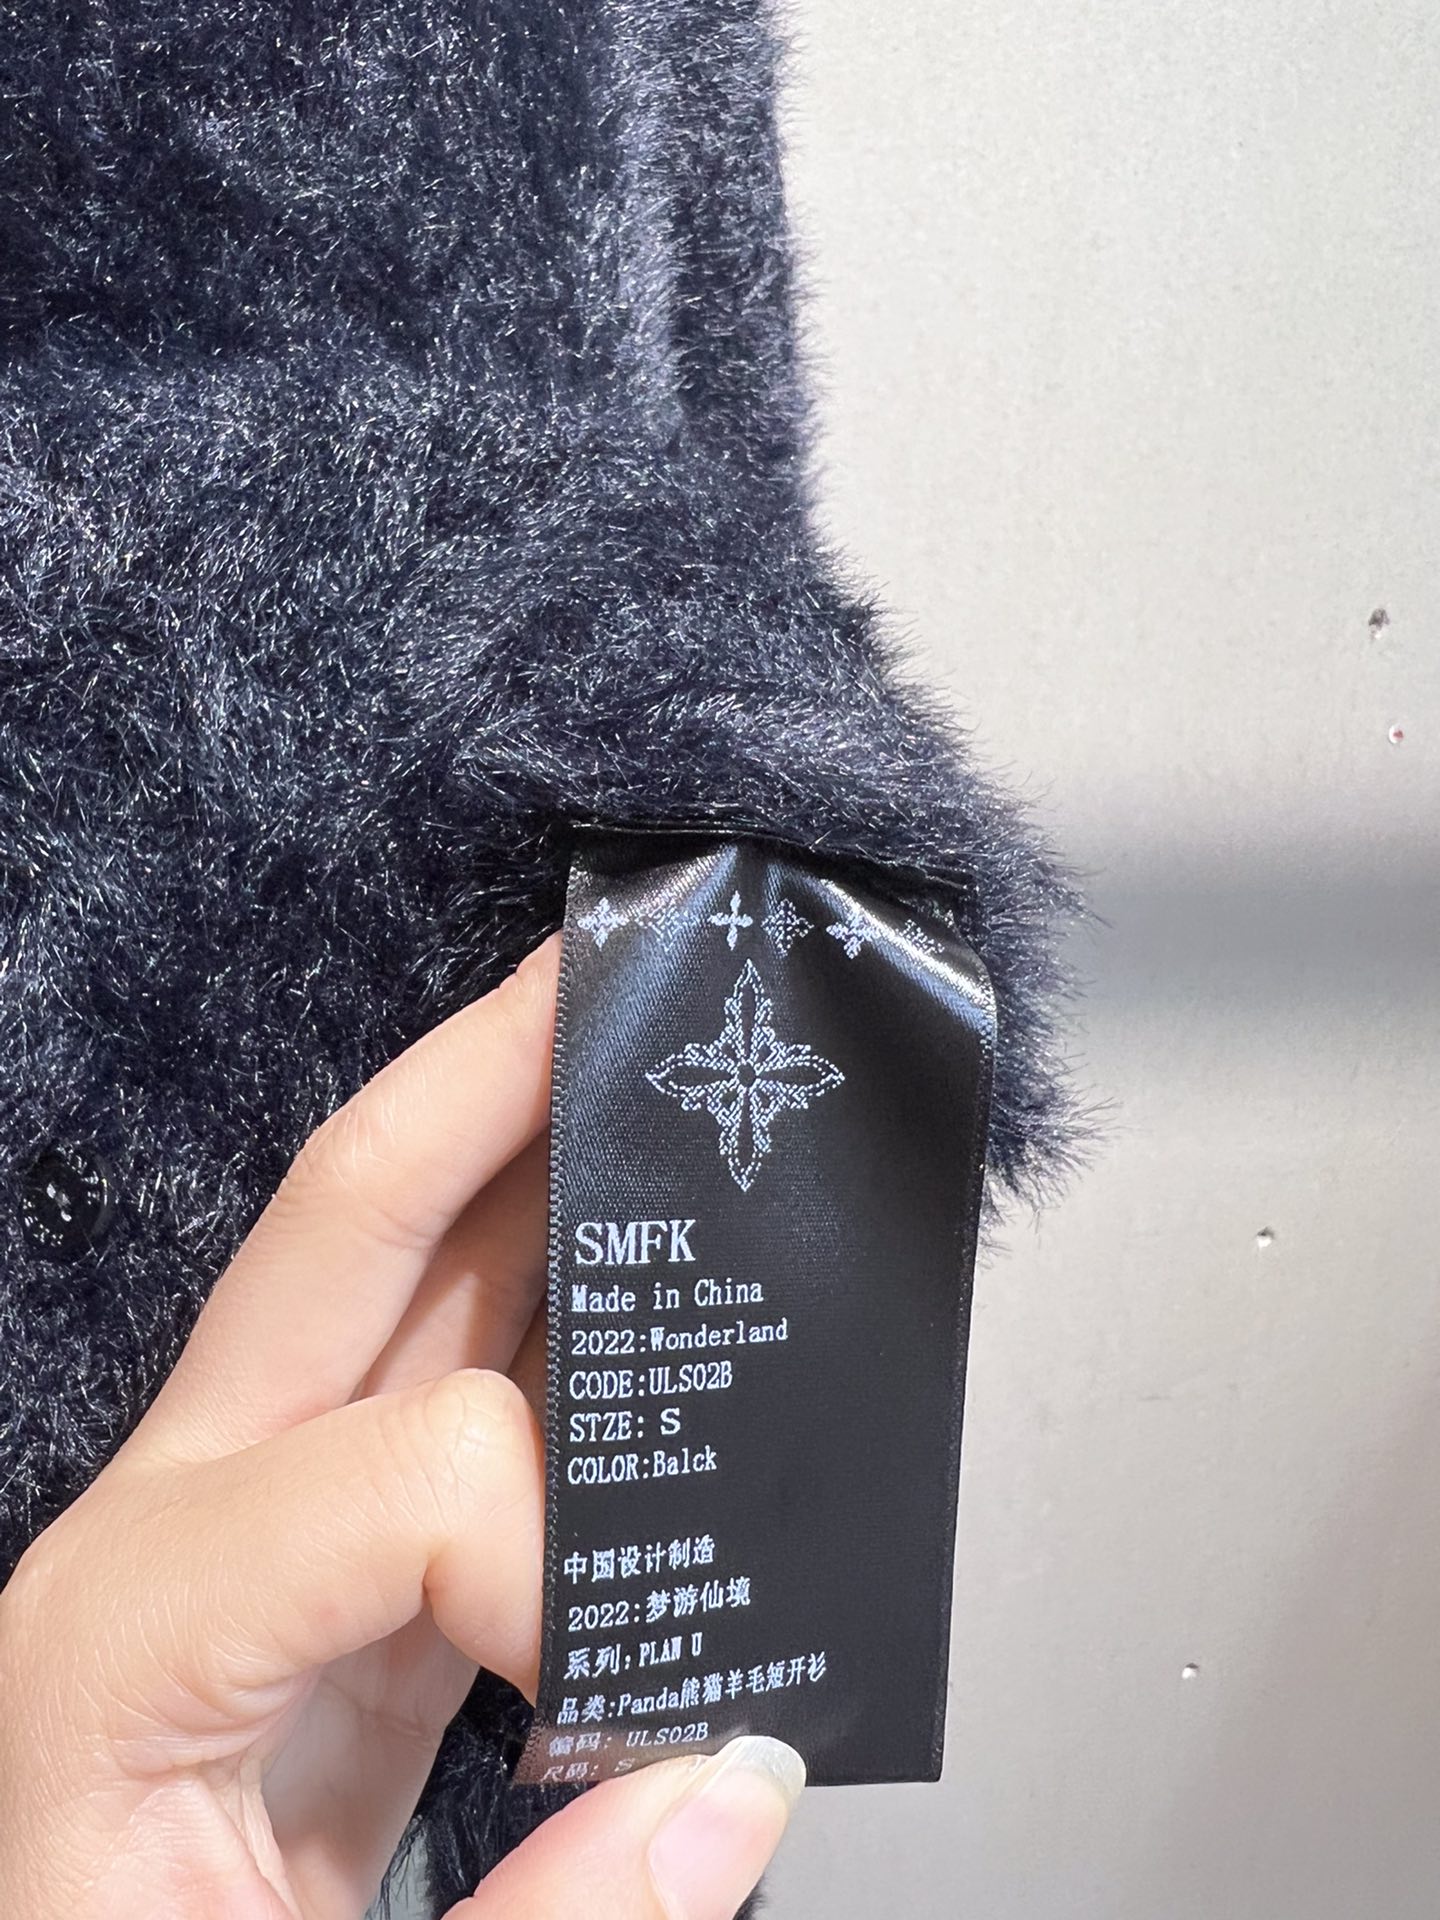 SMFK
Made in China
2022:Wonderland
CODE:ULS02B
STZE: S
COLOR:Balck
中国设计制造
2022:梦游仙境
系列:PLAN U
品类:Panda熊猫羊毛短开衫
编码: ULS02B
尺码: S